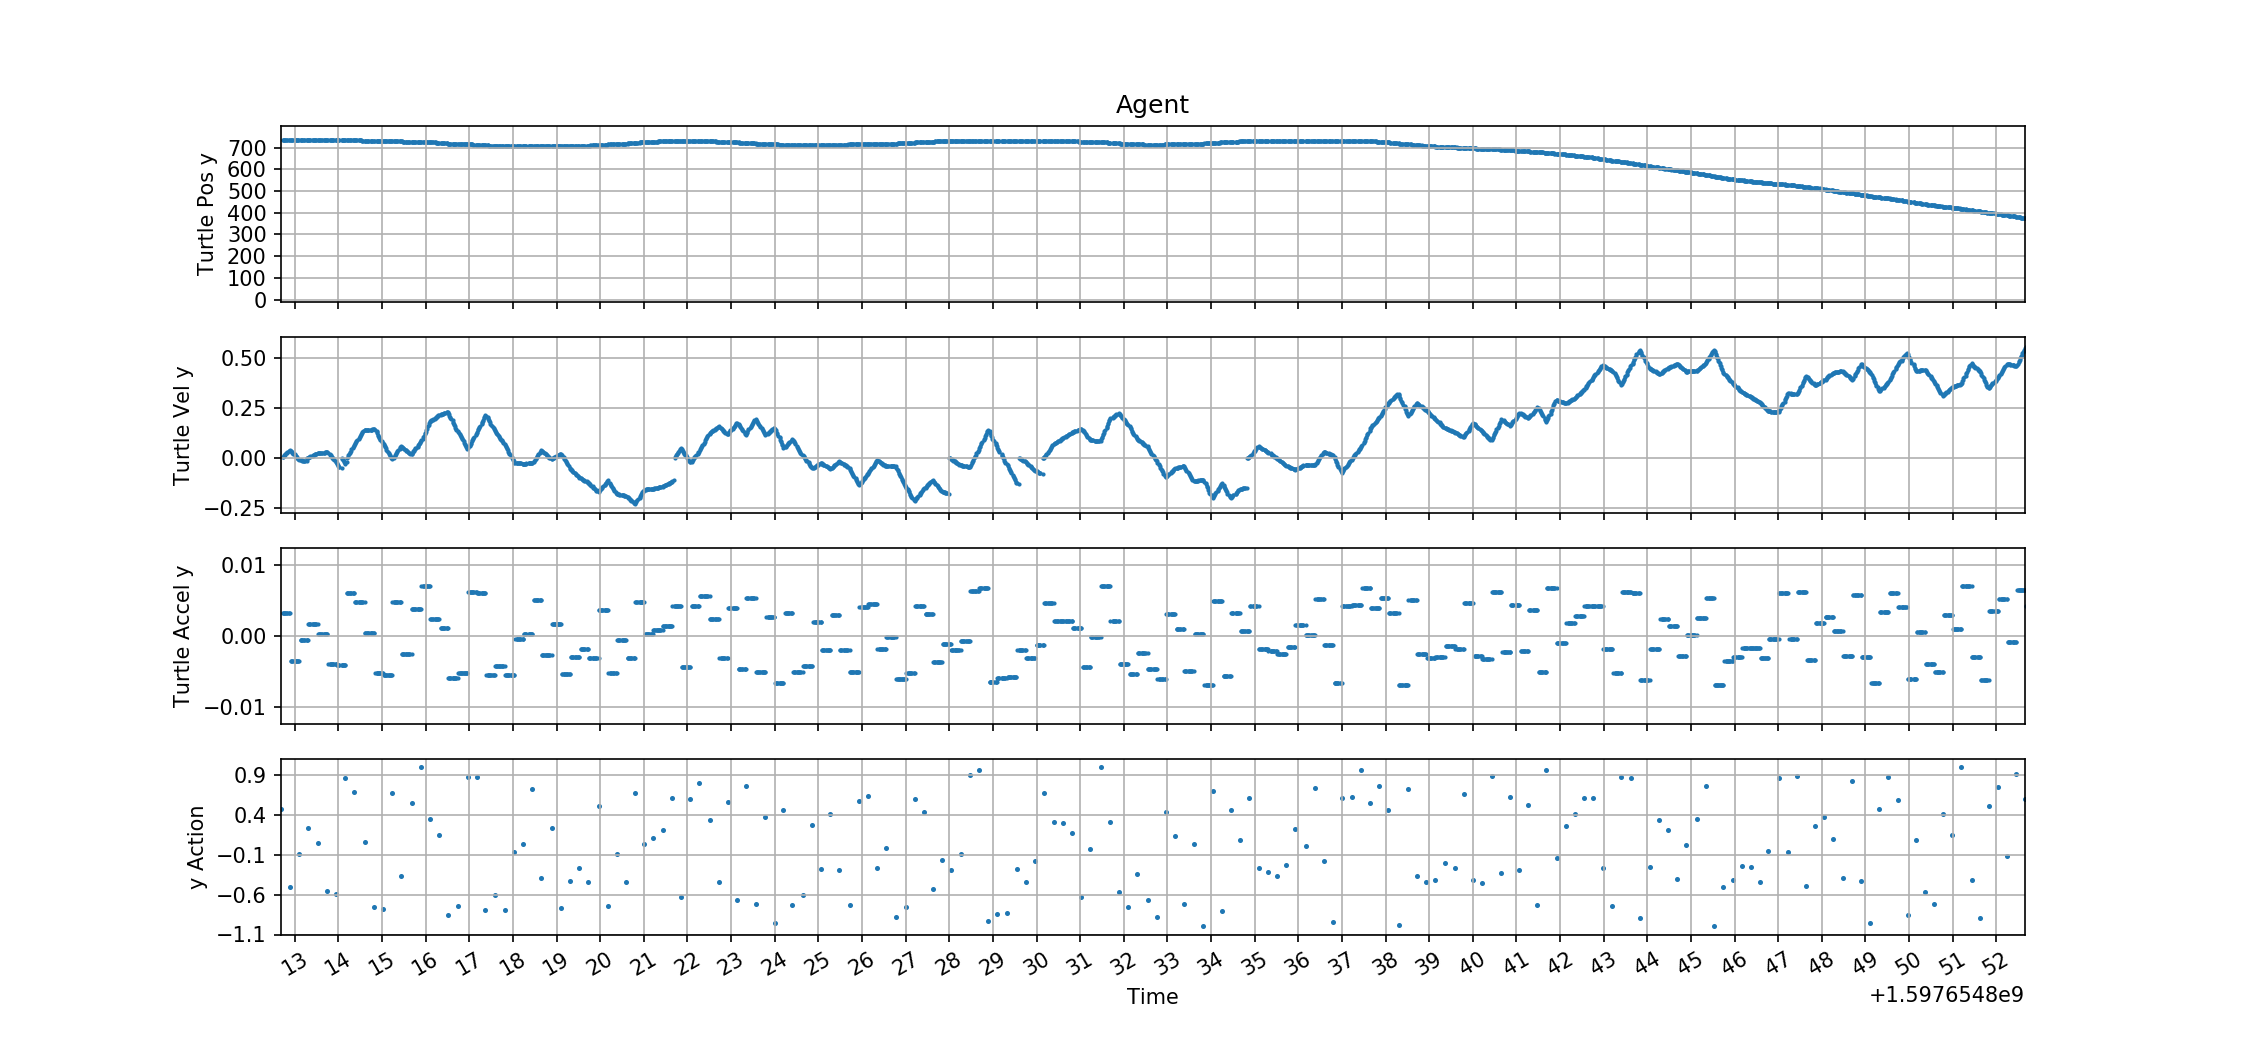 Agent
Turtle Pos y
700
600
500
400
300
200
100
0
Turtle Vel y
0.50
0.25
0.00
−0.25
Turtle Accel y
0.01
0.00
−0.01
y Action
0.9
0.4
−0.1
−0.6
−1.1
13 14 15 16 17 18 19 20 21 22 23 24 25 26 27 28 29 30 31 32 33 34 35 36 37 38 39 40 41 42 43 44 45 46 47 48 49 50 51 52
Time
+1.5976548e9